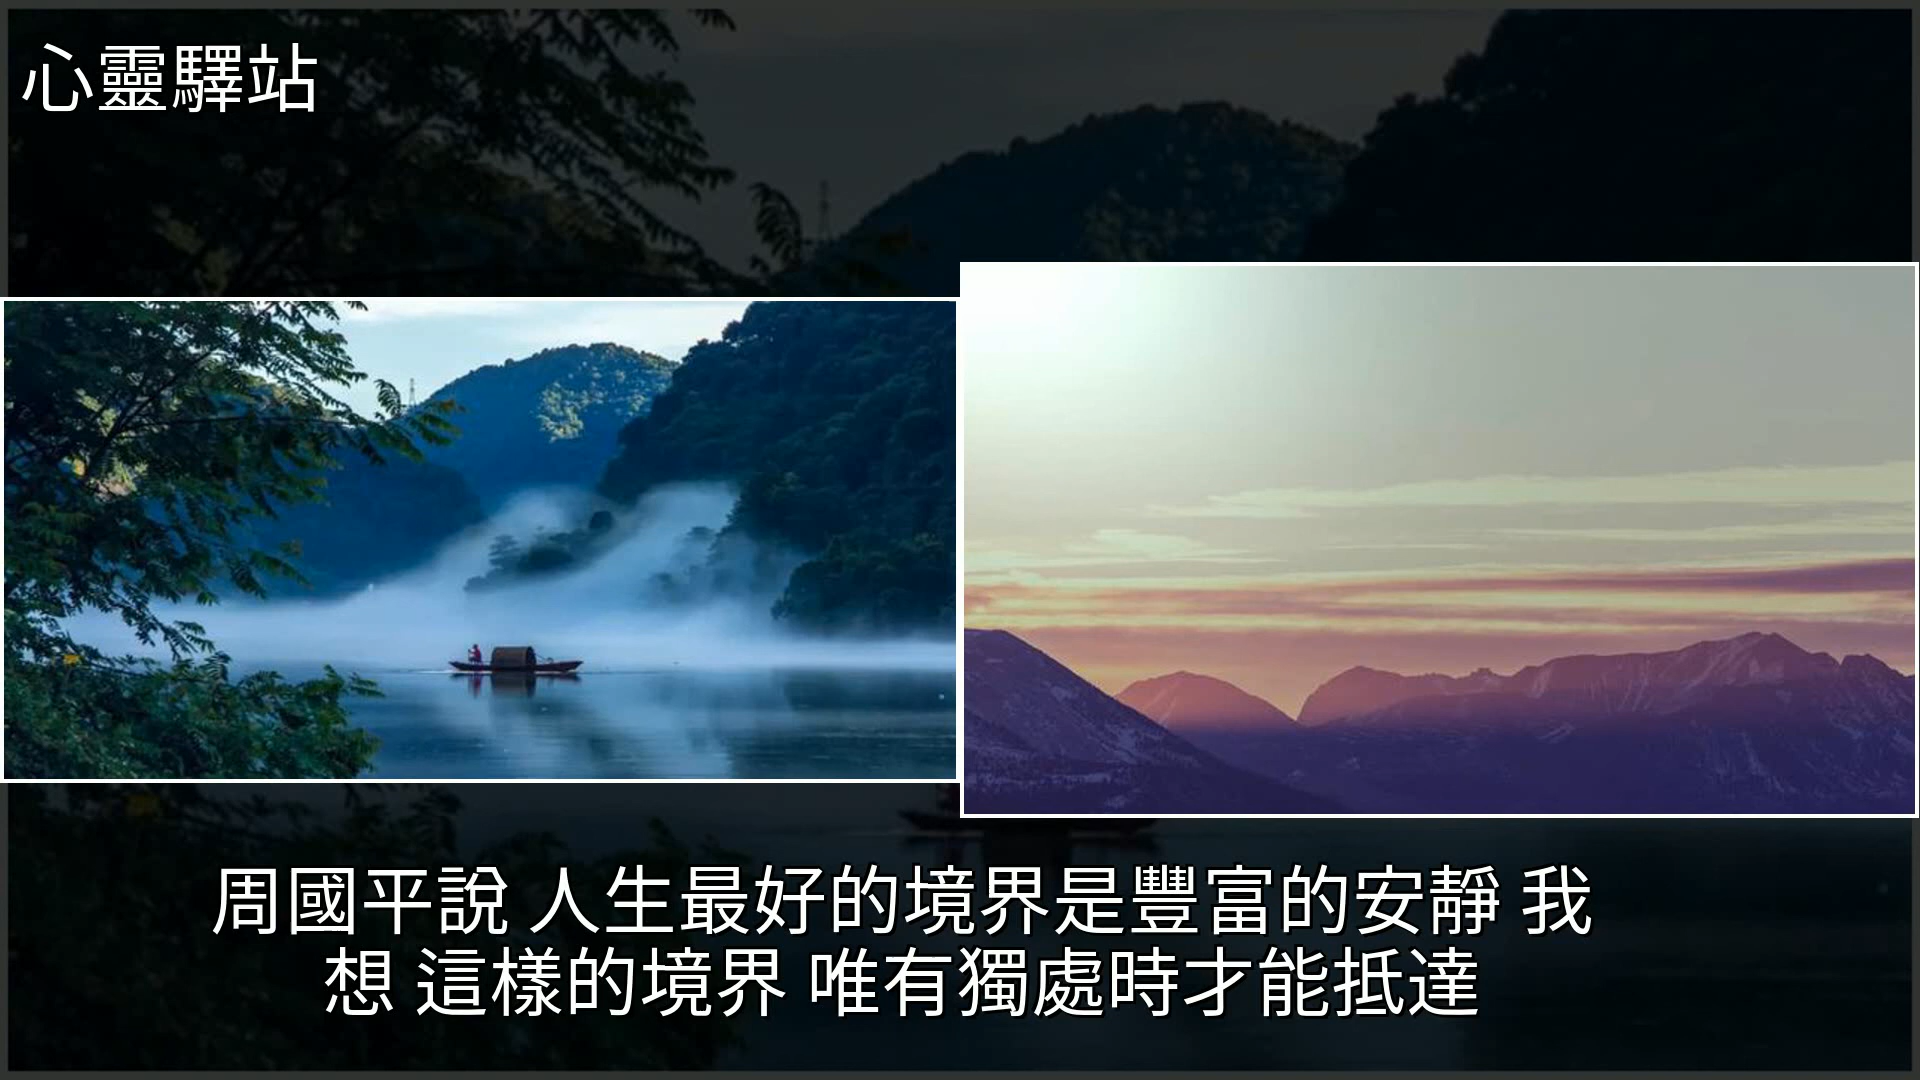 心靈驛站
周國平說 人生最好的境界是豐富的安靜 我
想 這樣的境界 唯有獨處時才能抵達